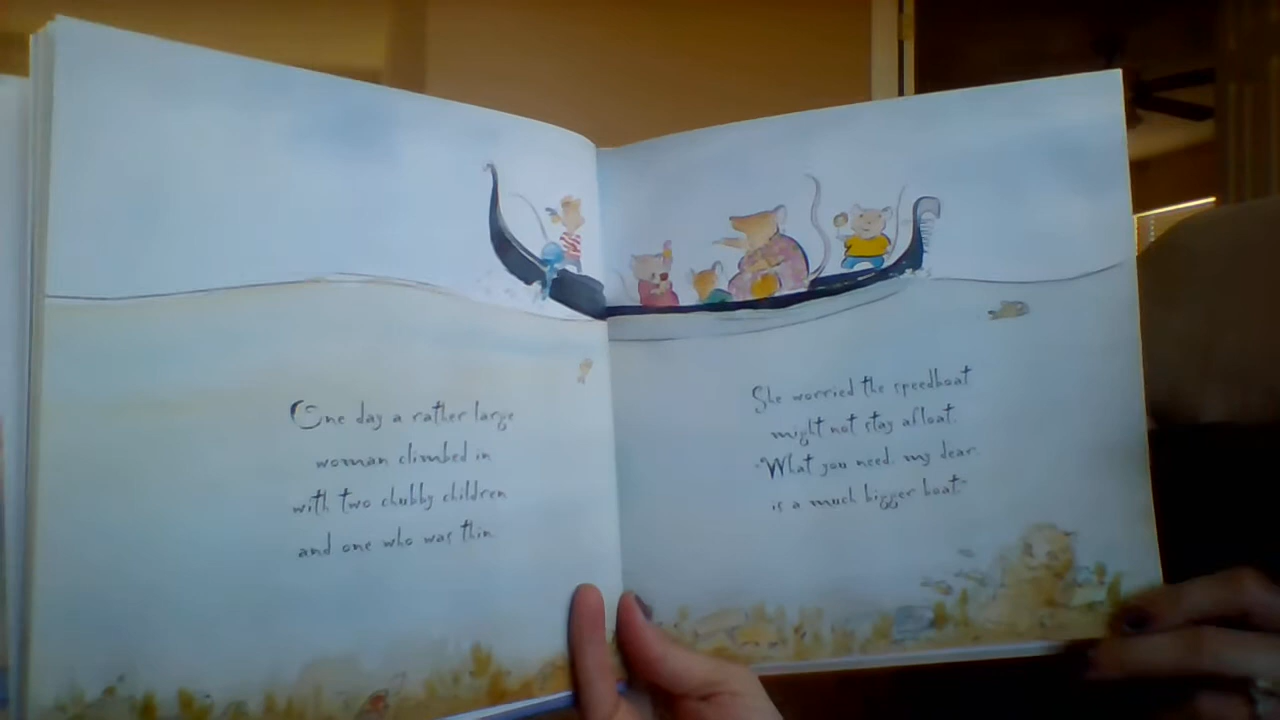 One day a rather large
woman climbed in
with two chubby children
and one who was thin.
She worried the speedboat
might not stay afloat.
"What you need, my dear,
is a much bigger boat."